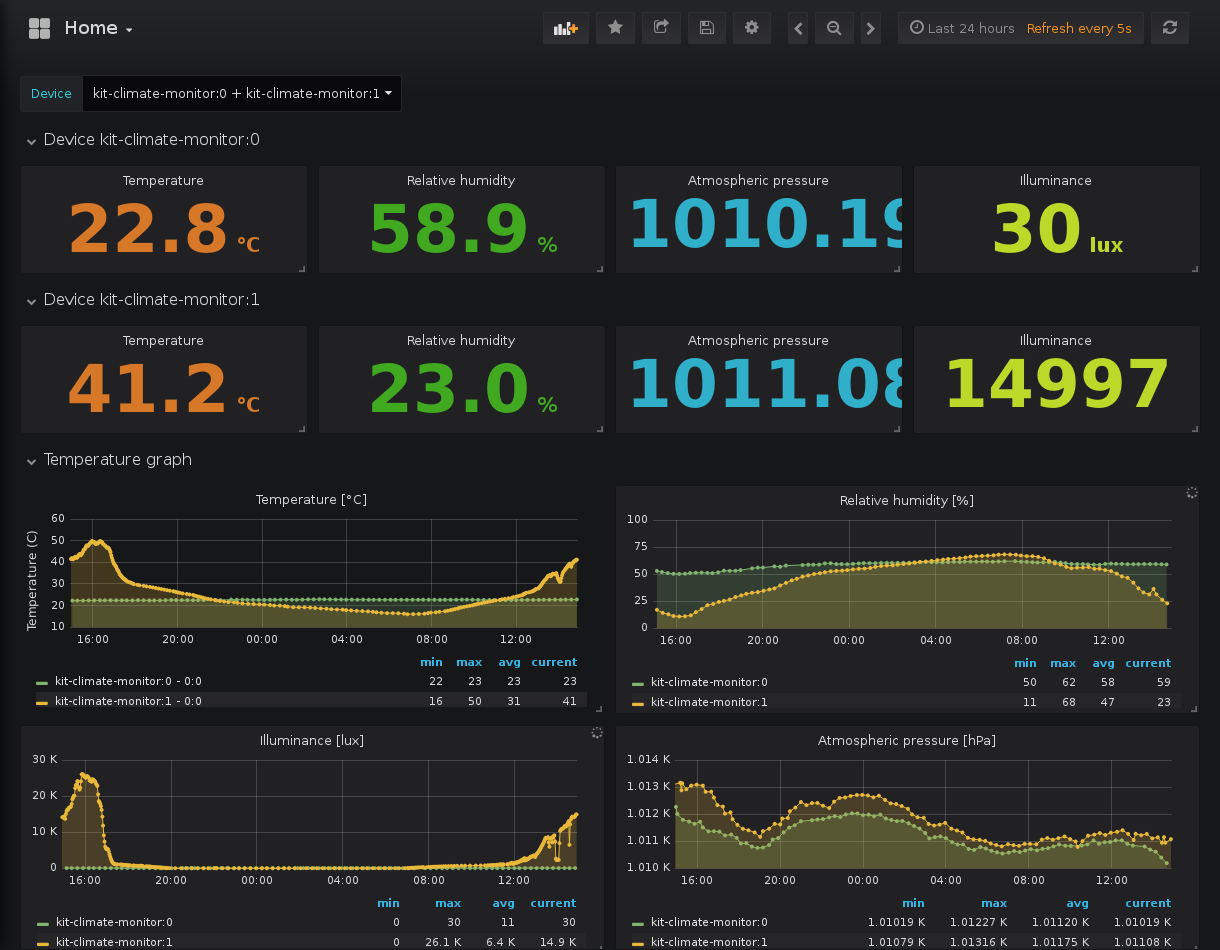 Home
Last 24 hours Refresh every 5s
Device kit-climate-monitor:0 + kit-climate-monitor:1
Device kit-climate-monitor:0
Temperature Relative humidity Atmospheric pressure Illuminance
22.8 °C 58.9 % 1010.19 30 lux
Device kit-climate-monitor:1
Temperature Relative humidity Atmospheric pressure Illuminance
41.2 °C 23.0 % 1011.08 14997
Temperature graph
Temperature [°C]
Temperature (C)
60
50
40
30
20
10
16:00 20:00 00:00 04:00 08:00 12:00
min max avg current
kit-climate-monitor:0 - 0:0 22 23 23 23
kit-climate-monitor:1 - 0:0 16 50 31 41
Relative humidity [%]
100
75
50
25
0
16:00 20:00 00:00 04:00 08:00 12:00
min max avg current
kit-climate-monitor:0 50 62 58 59
kit-climate-monitor:1 11 68 47 23
Illuminance [lux]
30 K
20 K
10 K
0
16:00 20:00 00:00 04:00 08:00 12:00
min max avg current
kit-climate-monitor:0 0 30 11 30
kit-climate-monitor:1 0 26.1 K 6.4 K 14.9 K
Atmospheric pressure [hPa]
1.014 K
1.013 K
1.012 K
1.011 K
1.010 K
16:00 20:00 00:00 04:00 08:00 12:00
min max avg current
kit-climate-monitor:0 1.01019 K 1.01227 K 1.01120 K 1.01019 K
kit-climate-monitor:1 1.01079 K 1.01316 K 1.01175 K 1.01108 K